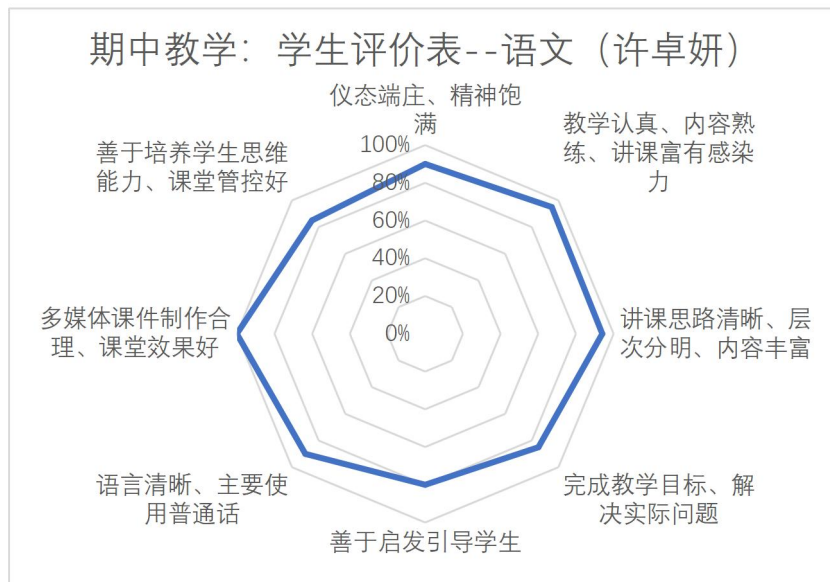 期中教学：学生评价表--语文（许卓妍）
仪态端庄、精神饱
满
教学认真、内容熟
练、讲课富有感染
力
讲课思路清晰、层
次分明、内容丰富
完成教学目标、解
决实际问题
善于启发引导学生
语言清晰、主要使
用普通话
多媒体课件制作合
理、课堂效果好
善于培养学生思维
能力、课堂管控好
100%
80%
60%
40%
20%
0%